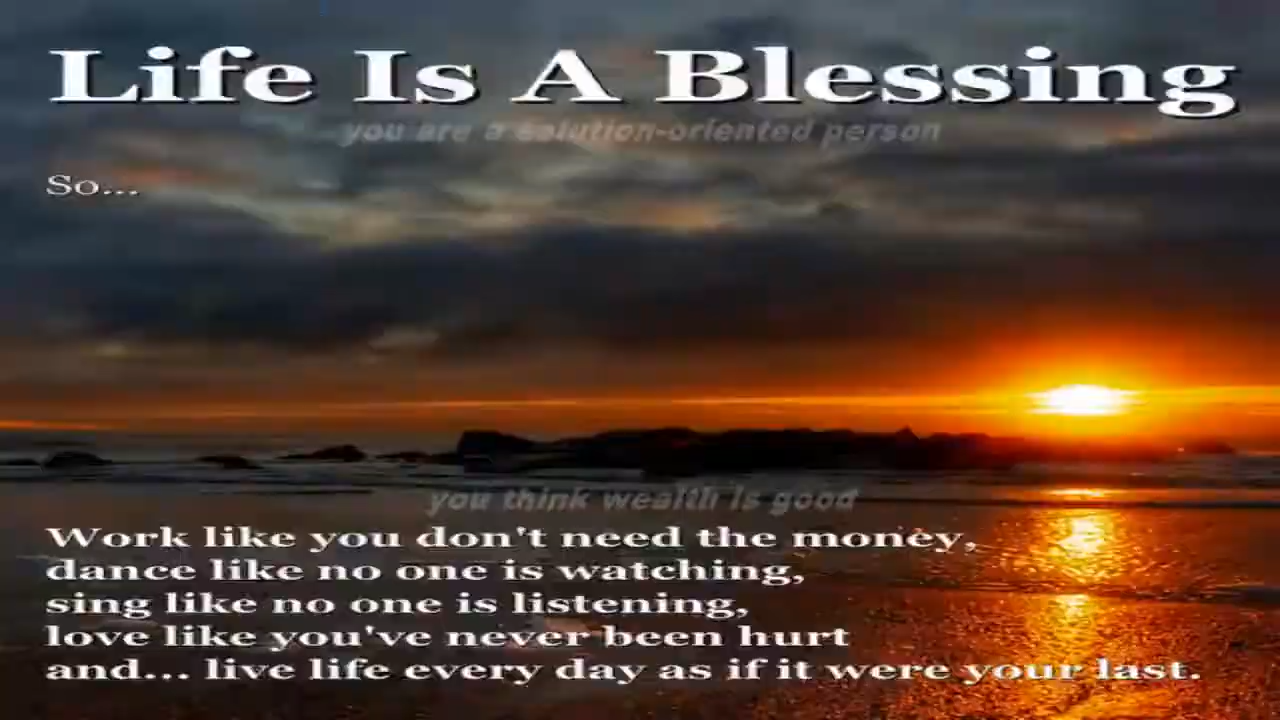 Life Is A Blessing
you are a solution-oriented person
So...
you think wealth is good
Work like you don't need the money,
dance like no one is watching,
sing like no one is listening,
love like you've never been hurt
and... live life every day as if it were your last.